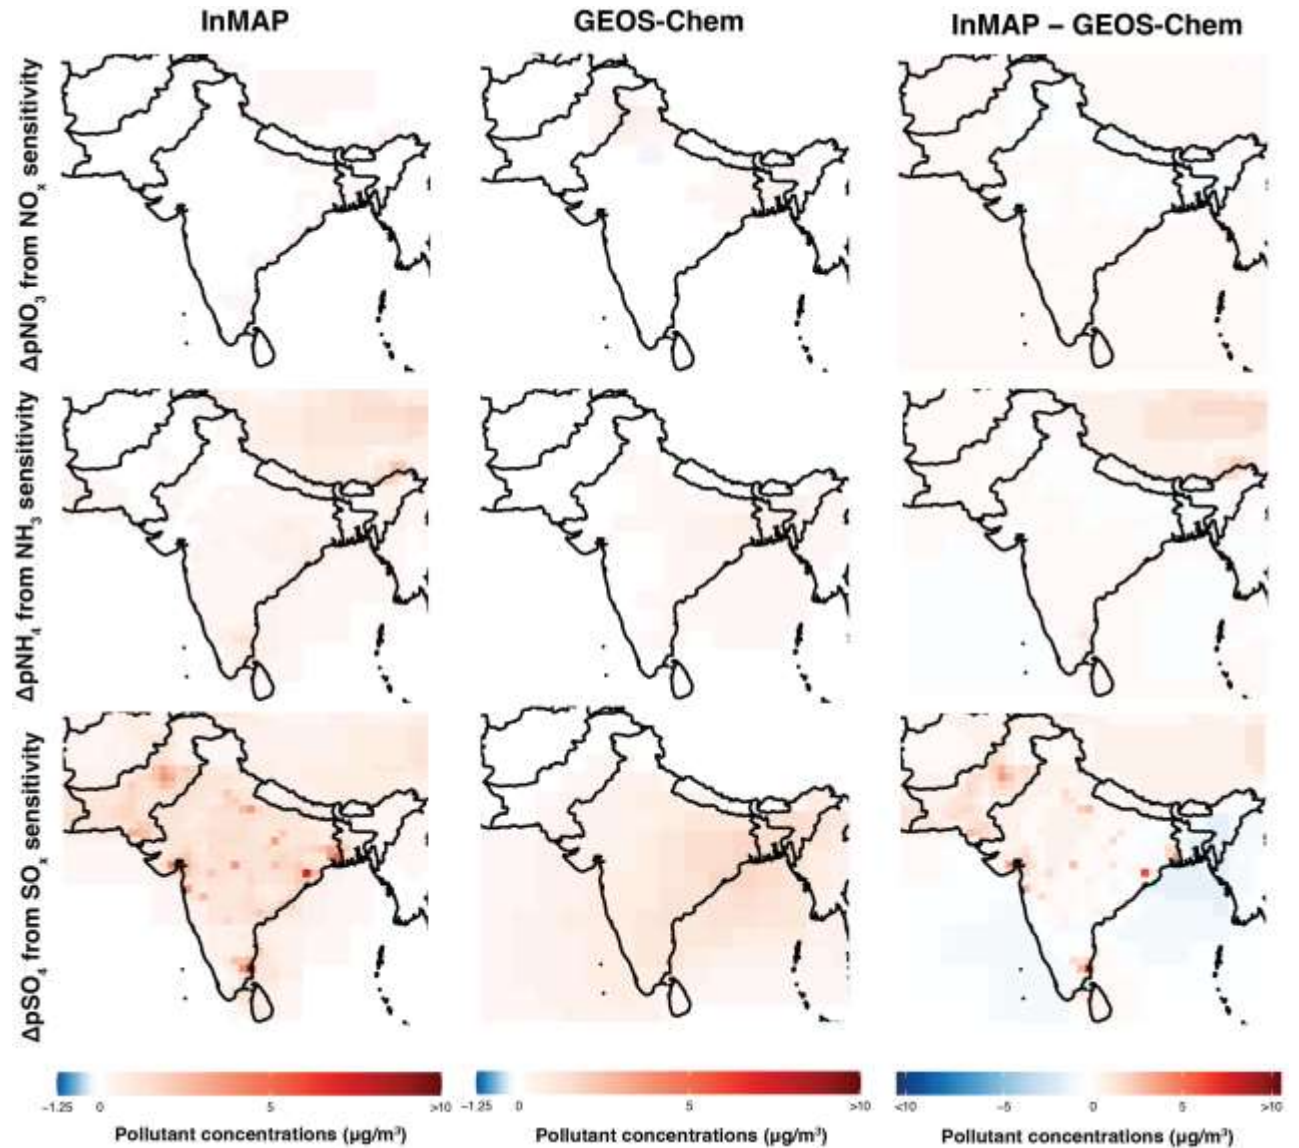 InMAP
GEOS-Chem
InMAP – GEOS-Chem
ΔpNO₃ from NOₓ sensitivity
ΔpNH₄ from NH₃ sensitivity
ΔpSO₄ from SOₓ sensitivity
−1.25 0 5 >10
Pollutant concentrations (μg/m³)
−1.25 0 5 >10
Pollutant concentrations (μg/m³)
<10 −5 0 5 >10
Pollutant concentrations (μg/m³)